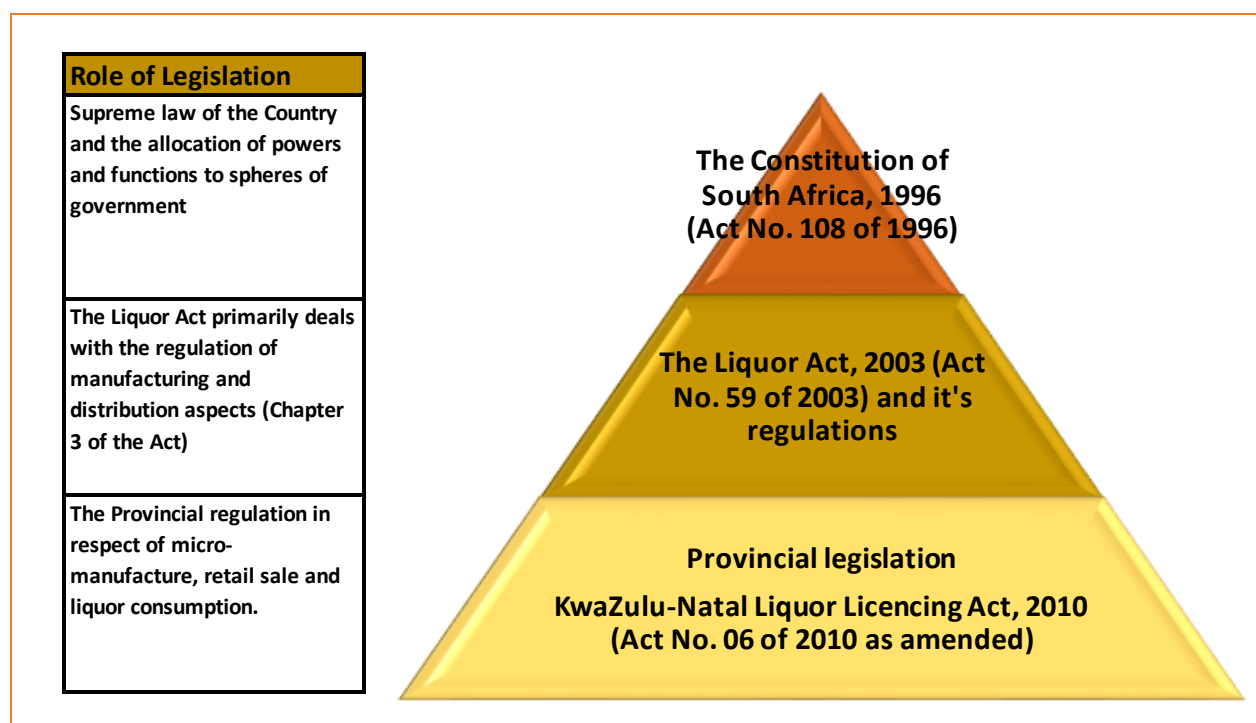 Role of Legislation
Supreme law of the Country
and the allocation of powers
and functions to spheres of
government
The Liquor Act primarily deals
with the regulation of
manufacturing and
distribution aspects (Chapter
3 of the Act)
The Provincial regulation in
respect of micro-
manufacture, retail sale and
liquor consumption.
The Constitution of
South Africa, 1996
(Act No. 108 of 1996)
The Liquor Act, 2003 (Act
No. 59 of 2003) and it's
regulations
Provincial legislation
KwaZulu-Natal Liquor Licencing Act, 2010
(Act No. 06 of 2010 as amended)